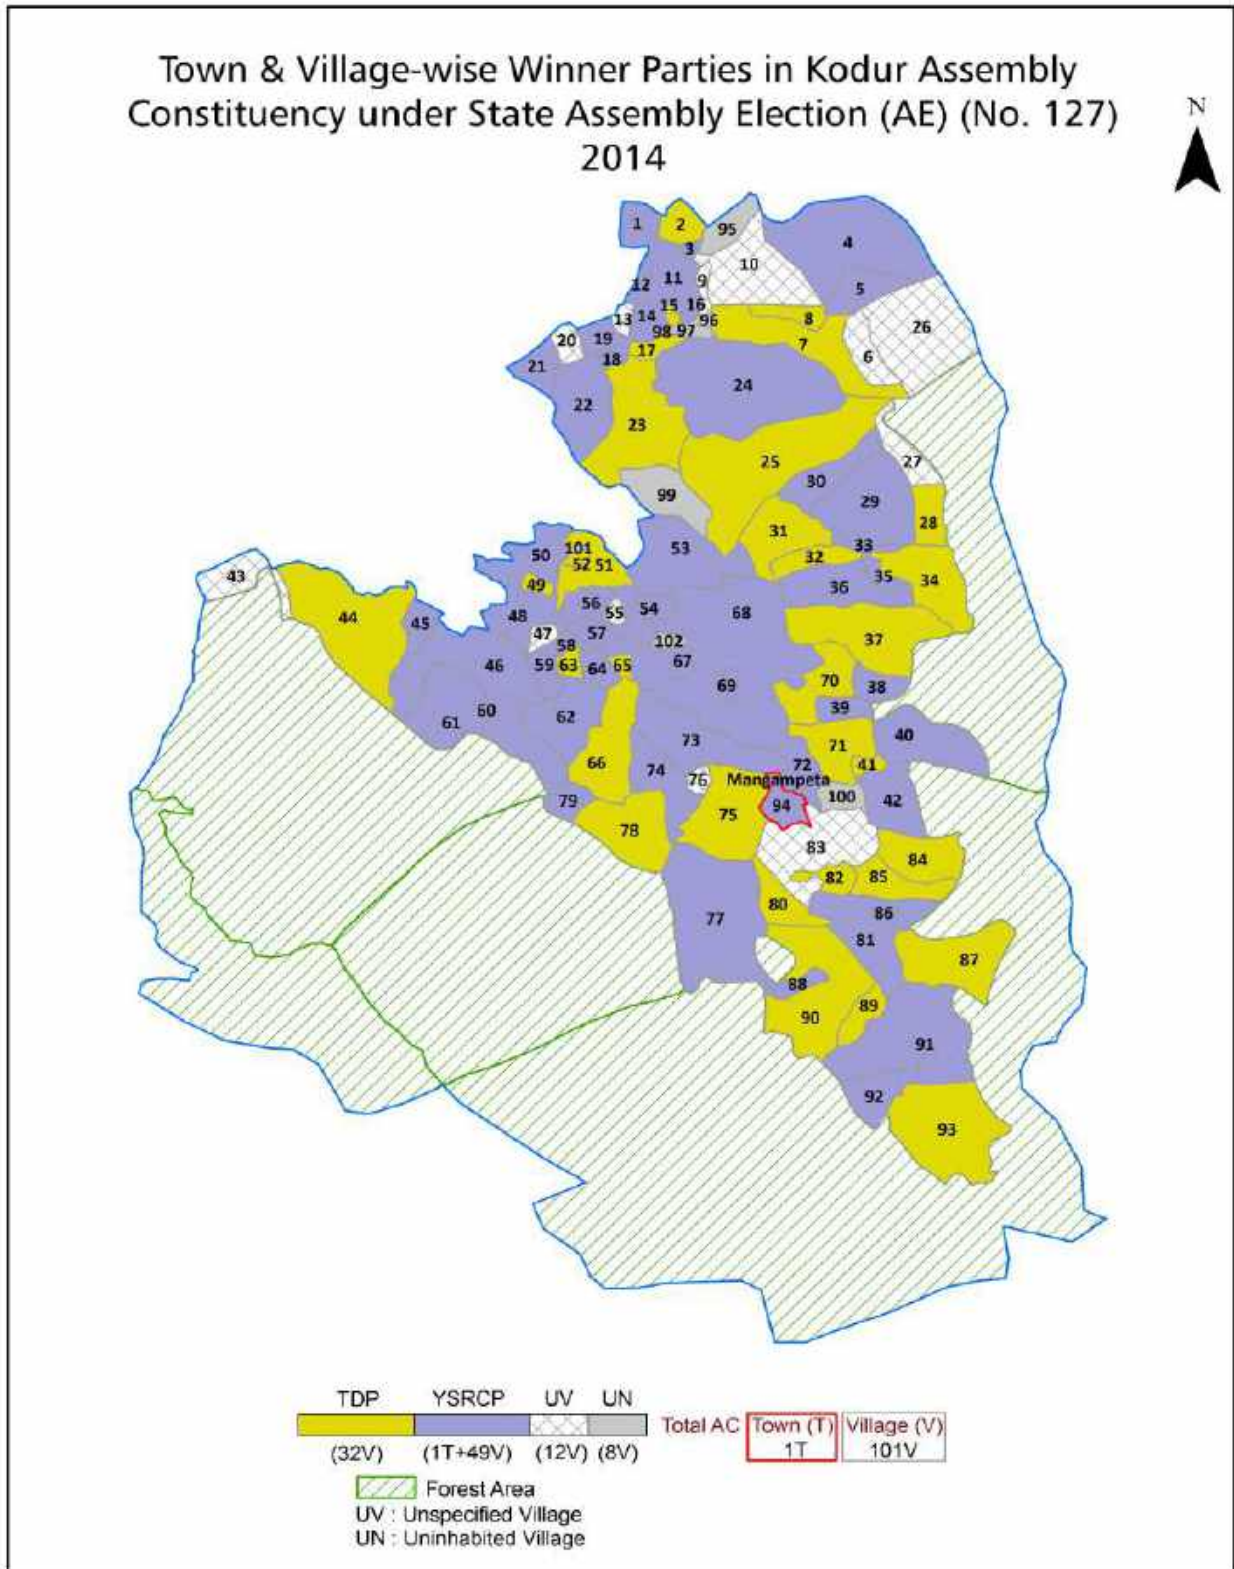 Town & Village-wise Winner Parties in Kodur Assembly
Constituency under State Assembly Election (AE) (No. 127)
2014
N
1 2 95
3 4
10
11 9 5
12
15 16 8 26
13 14 96
98 97 7
20 19 17 6
21 18
24
22
23
25 27
30
99 29
31 28
50 101 53 33
52 51 32
43 49 35 34
36
44 56 55 54 68
45 48
47 57 102 37
58
46 59 63 64 65 67
69 70 38
60 62 39
61
73 71 40
66 74 72 41
76 Mangampeta
79 94 100 42
75
78 83
84
82 85
80
77 86
81
87
88
90 89
91
92
93
TDP YSRCP UV UN
Total AC Town (T) Village (V)
1T 101V
(32V) (1T+49V) (12V) (8V)
Forest Area
UV : Unspecified Village
UN : Uninhabited Village